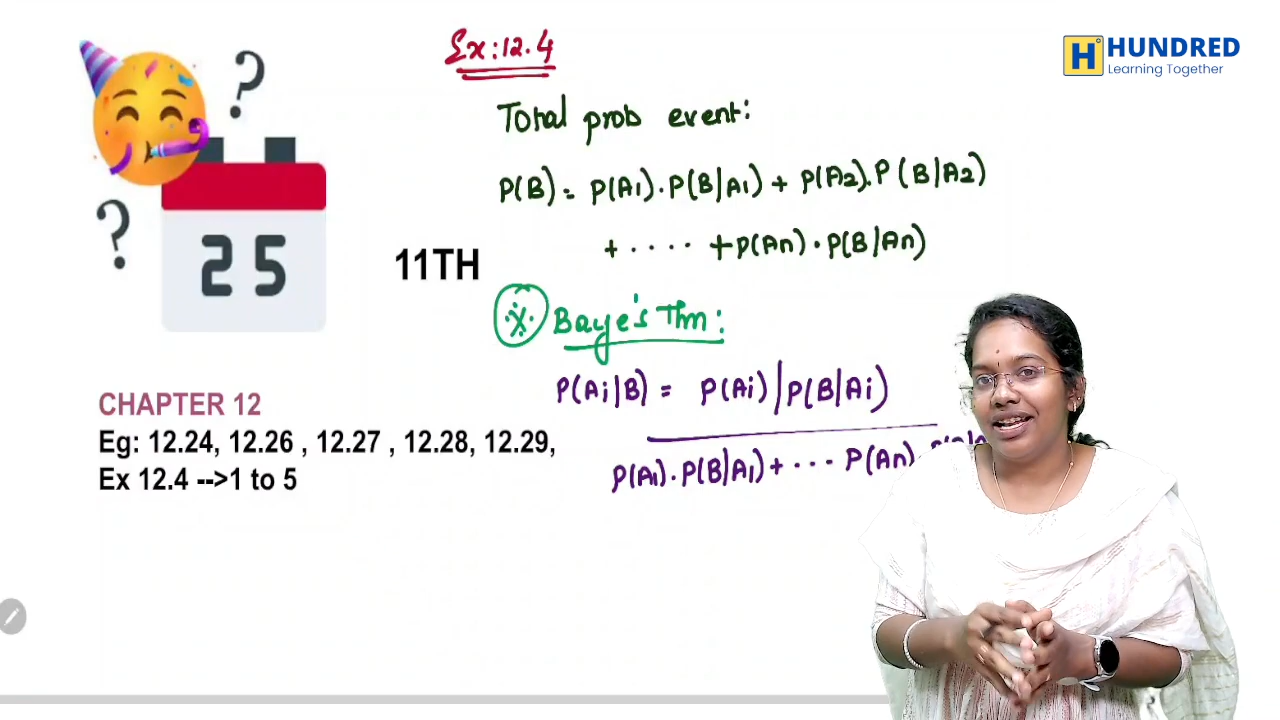 Ex:12.4
HUNDRED
Learning Together
Total prob event:
P(B) = P(A1).P(B|A1) + P(A2).P(B|A2)
+ .... + P(An).P(B|An)
11TH
25
Baye's Thm:
P(Ai|B) = P(Ai)|P(B|Ai)
P(A1).P(B|A1) + ... P(An).
CHAPTER 12
Eg: 12.24, 12.26 , 12.27 , 12.28, 12.29,
Ex 12.4 -->1 to 5